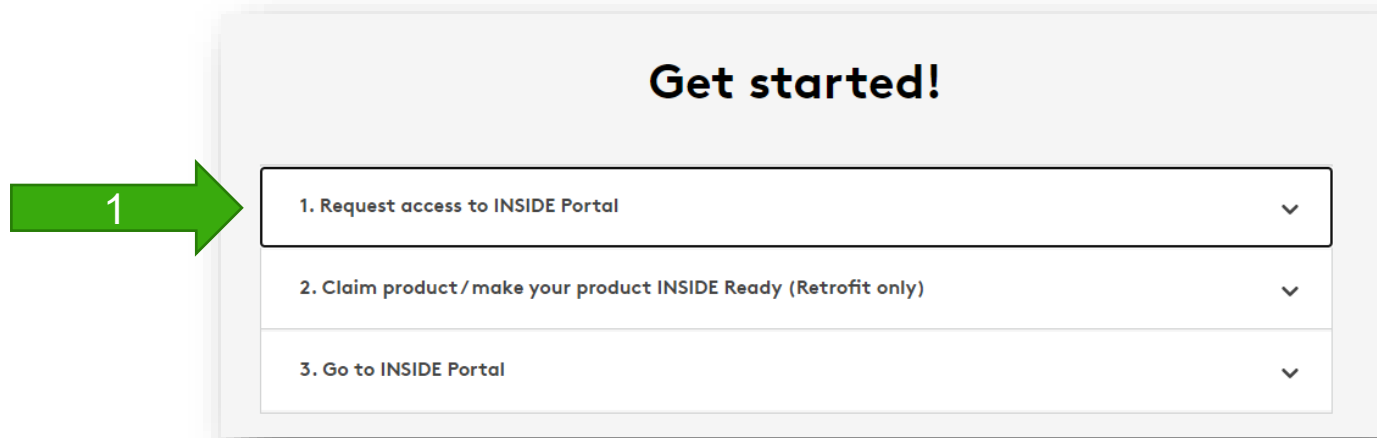 Get started!
1
1. Request access to INSIDE Portal
2. Claim product / make your product INSIDE Ready (Retrofit only)
3. Go to INSIDE Portal